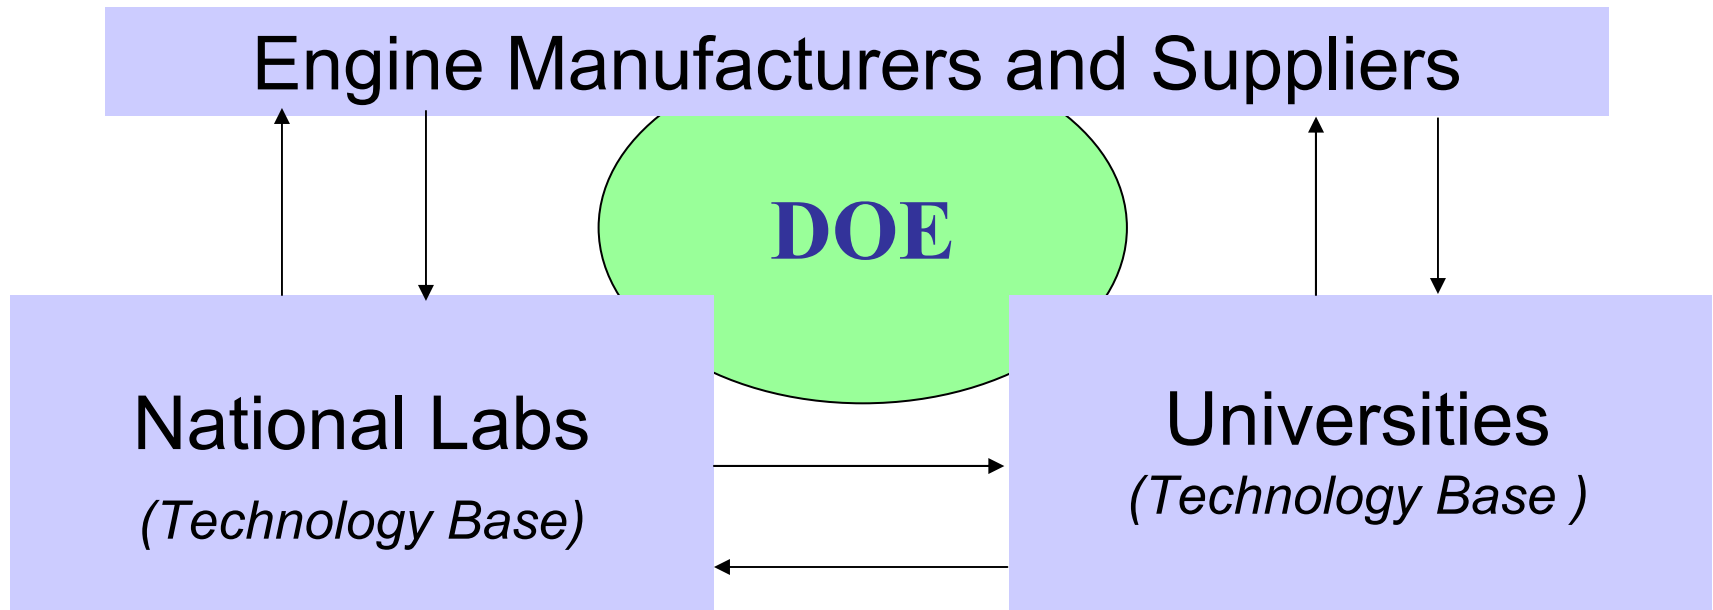 Engine Manufacturers and Suppliers
DOE
National Labs
(Technology Base)
Universities
(Technology Base )